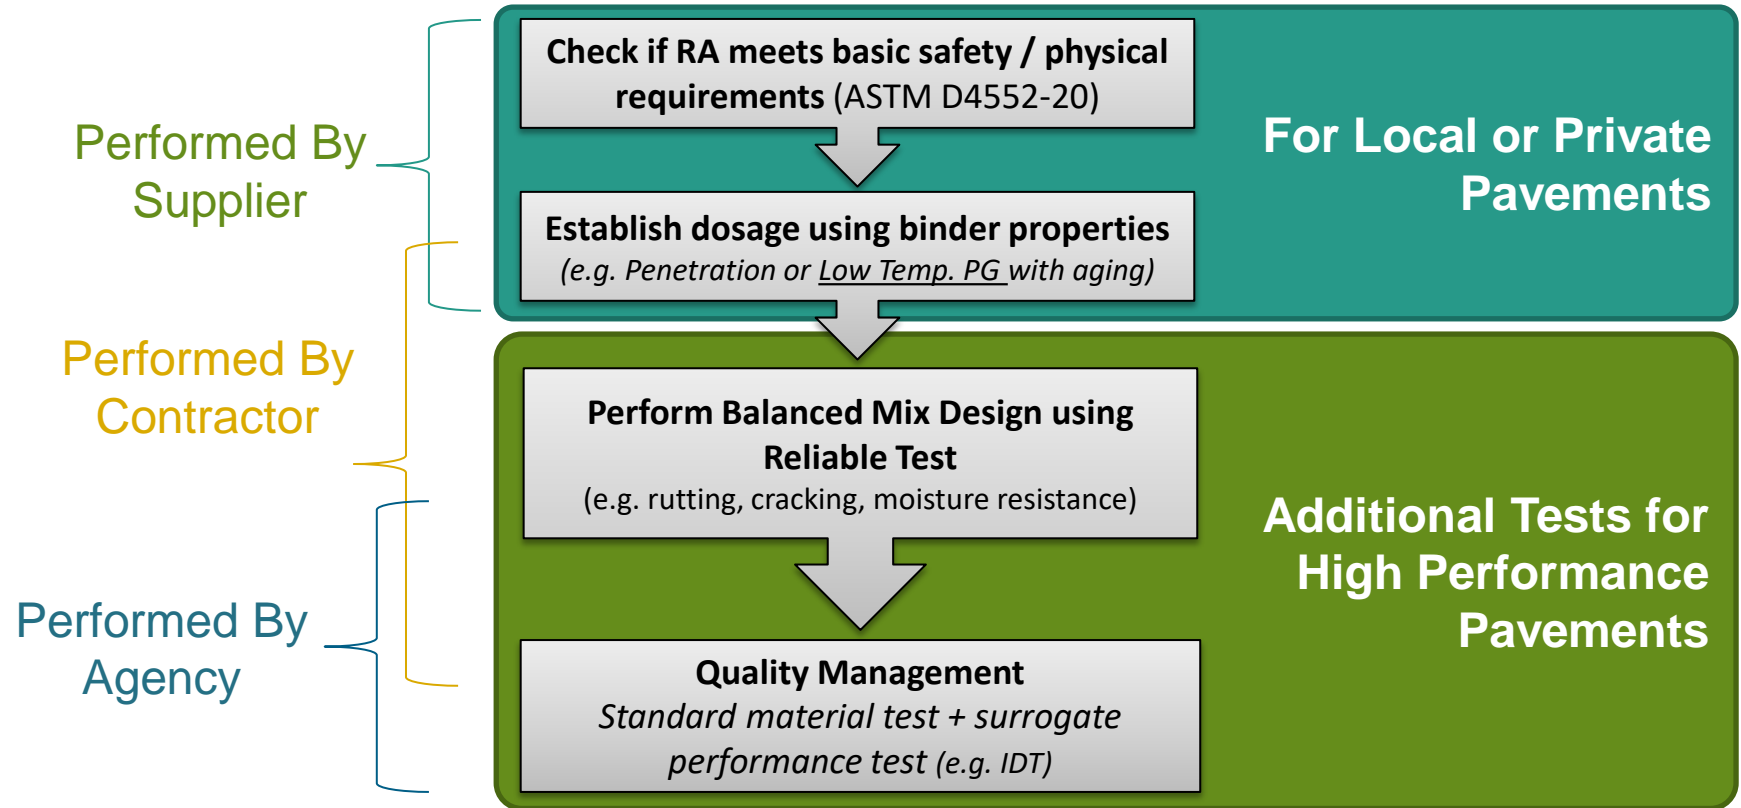 Check if RA meets basic safety / physical
requirements (ASTM D4552-20)
For Local or Private
Pavements
Performed By
Supplier
Establish dosage using binder properties
(e.g. Penetration or Low Temp. PG with aging)
Performed By
Contractor
Perform Balanced Mix Design using
Reliable Test
(e.g. rutting, cracking, moisture resistance)
Additional Tests for
High Performance
Pavements
Performed By
Agency
Quality Management
Standard material test + surrogate
performance test (e.g. IDT)